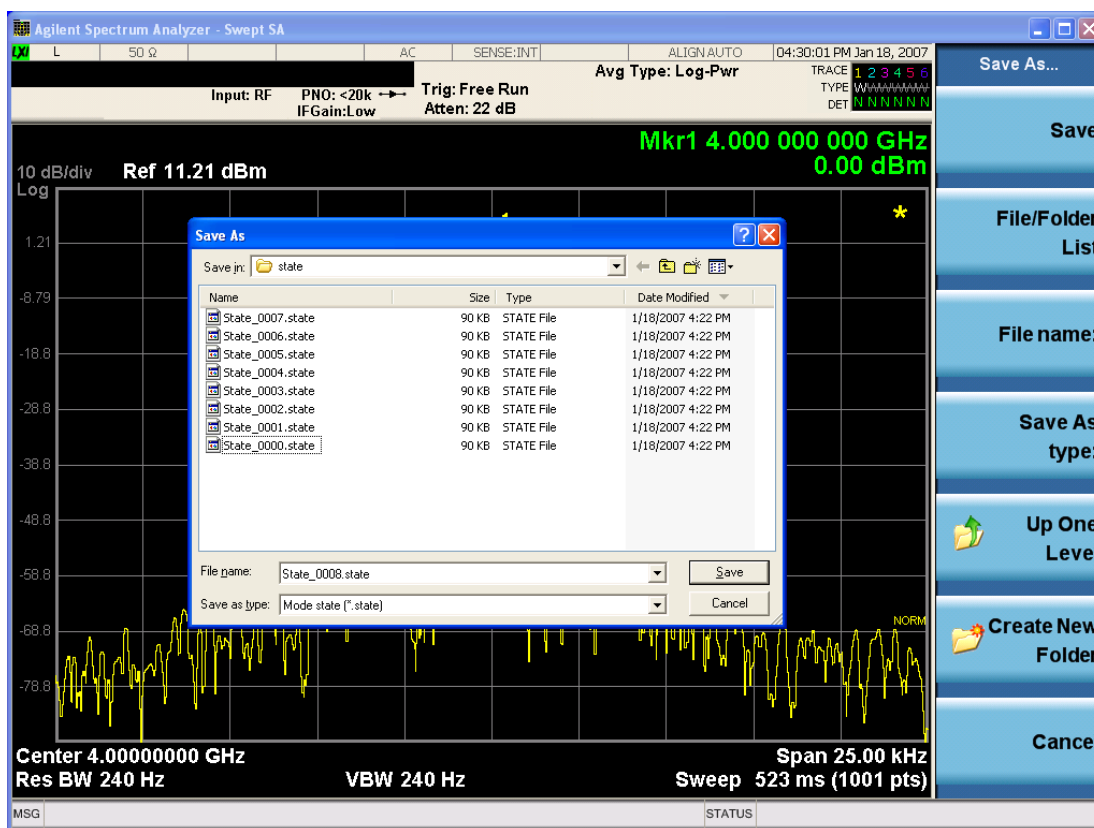 Agilent Spectrum Analyzer - Swept SA
LXI L 50 Ω AC SENSE:INT ALIGN AUTO 04:30:01 PM Jan 18, 2007
Input: RF PNO: <20k Trig: Free Run Avg Type: Log-Pwr TRACE 1 2 3 4 5 6
IFGain:Low Atten: 22 dB TYPE W
DET N N N N N N
Mkr1 4.000 000 000 GHz
0.00 dBm
10 dB/div Ref 11.21 dBm
Log
1.21
-8.79
-18.8
-28.8
-38.8
-48.8
-58.8
-68.8
-78.8
*
NORM
Save As
Save in: state
Name Size Type Date Modified
State_0007.state 90 KB STATE File 1/18/2007 4:22 PM
State_0006.state 90 KB STATE File 1/18/2007 4:22 PM
State_0005.state 90 KB STATE File 1/18/2007 4:22 PM
State_0004.state 90 KB STATE File 1/18/2007 4:22 PM
State_0003.state 90 KB STATE File 1/18/2007 4:22 PM
State_0002.state 90 KB STATE File 1/18/2007 4:22 PM
State_0001.state 90 KB STATE File 1/18/2007 4:22 PM
State_0000.state 90 KB STATE File 1/18/2007 4:22 PM
File name: State_0008.state Save
Save as type: Mode state (*.state) Cancel
Center 4.00000000 GHz Span 25.00 kHz
Res BW 240 Hz VBW 240 Hz Sweep 523 ms (1001 pts)
MSG STATUS
Save As...
Save
File/Folder
List
File name:
Save As
type:
Up One
Leve
Create New
Folder
Cance